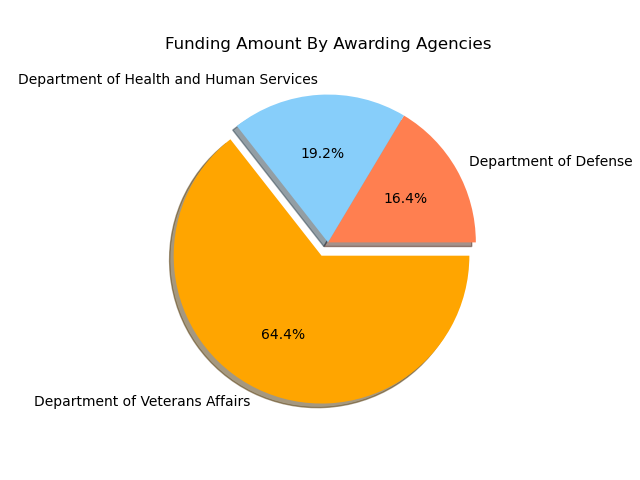 Funding Amount By Awarding Agencies
Department of Health and Human Services
19.2%
Department of Defense
16.4%
64.4%
Department of Veterans Affairs